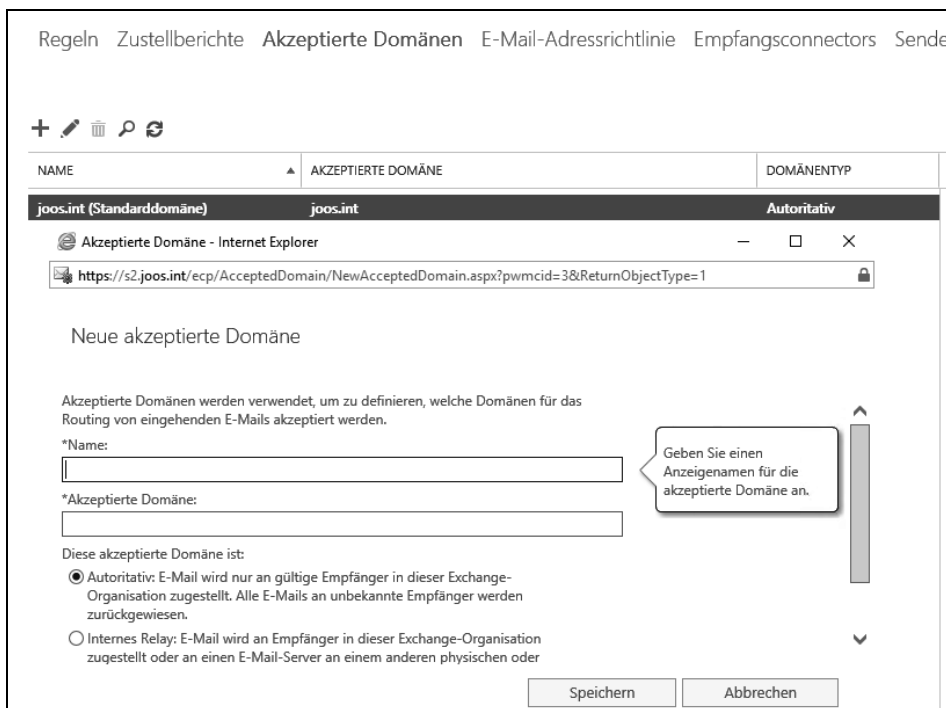 Regeln Zustellberichte Akzeptierte Domänen E-Mail-Adressrichtlinie Empfangsconnectors Sende
NAME AKZEPTIERTE DOMÄNE DOMÄNENTYP
joos.int (Standarddomäne) joos.int Autoritativ
Akzeptierte Domäne - Internet Explorer
https://s2.joos.int/ecp/AcceptedDomain/NewAcceptedDomain.aspx?pwmcid=3&ReturnObjectType=1
Neue akzeptierte Domäne
Akzeptierte Domänen werden verwendet, um zu definieren, welche Domänen für das
Routing von eingehenden E-Mails akzeptiert werden.
*Name:
Geben Sie einen
Anzeigenamen für die
akzeptierte Domäne an.
*Akzeptierte Domäne:
Diese akzeptierte Domäne ist:
Autoritativ: E-Mail wird nur an gültige Empfänger in dieser Exchange-
Organisation zugestellt. Alle E-Mails an unbekannte Empfänger werden
zurückgewiesen.
Internes Relay: E-Mail wird an Empfänger in dieser Exchange-Organisation
zugestellt oder an einen E-Mail-Server an einem anderen physischen oder
Speichern Abbrechen